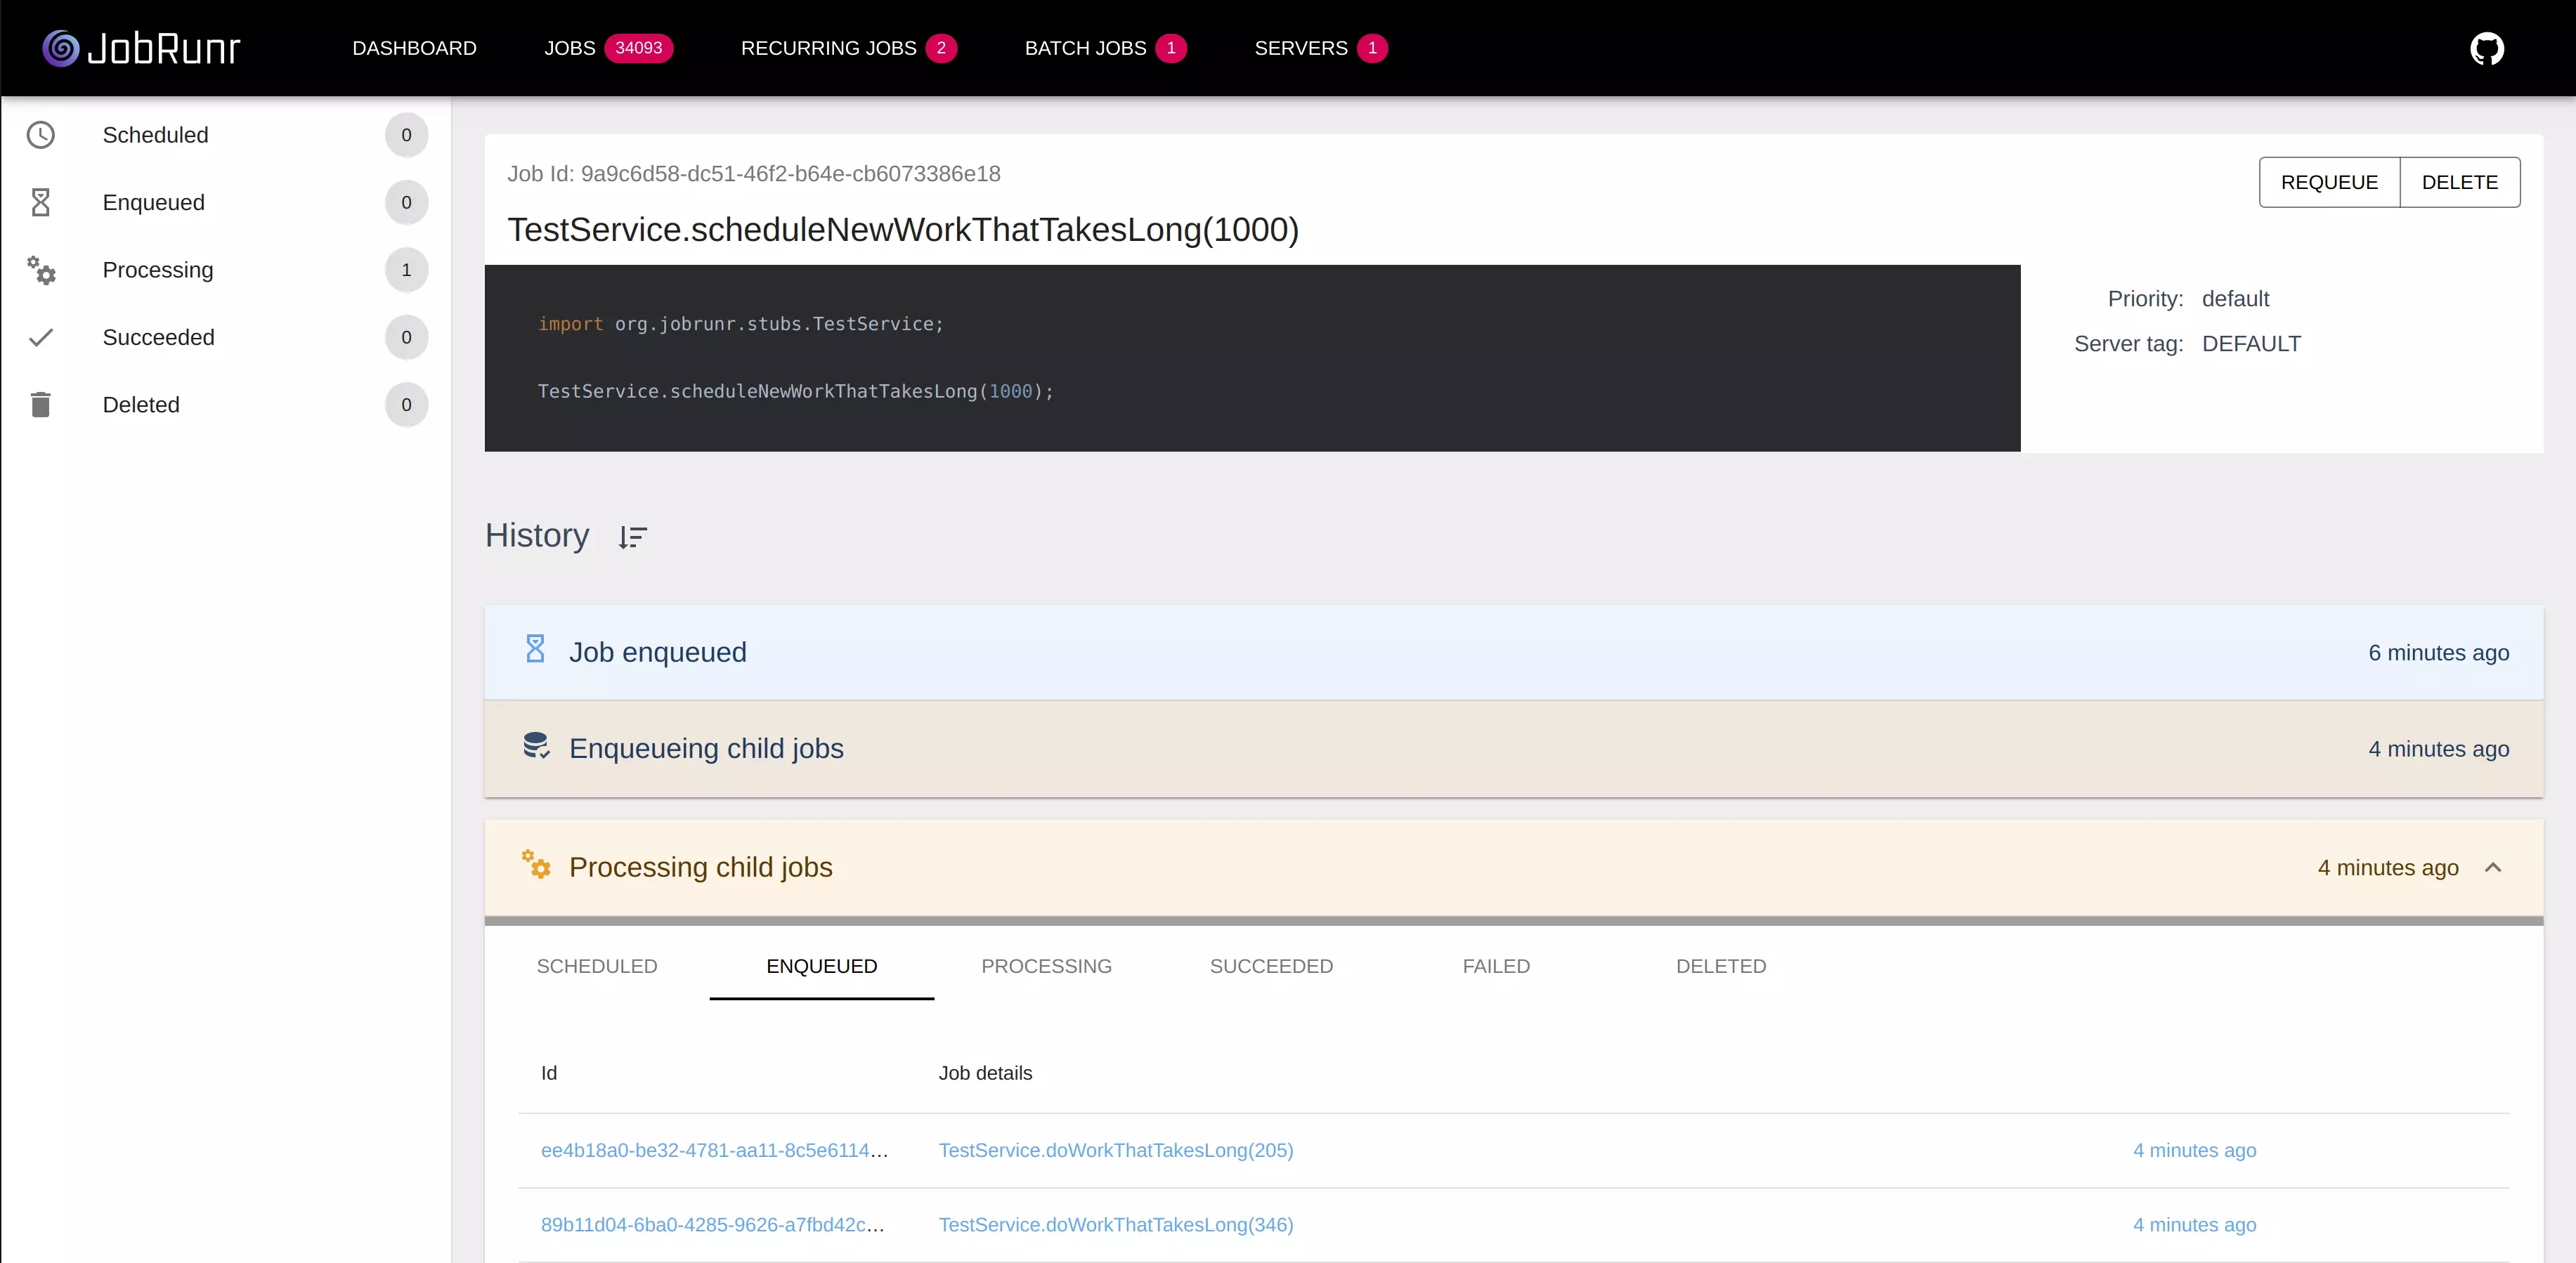 JobRunr DASHBOARD JOBS 34093 RECURRING JOBS 2 BATCH JOBS 1 SERVERS 1
Scheduled 0
Enqueued 0
Processing 1
Succeeded 0
Deleted 0
Job Id: 9a9c6d58-dc51-46f2-b64e-cb6073386e18
REQUEUE DELETE
TestService.scheduleNewWorkThatTakesLong(1000)
import org.jobrunr.stubs.TestService;
TestService.scheduleNewWorkThatTakesLong(1000);
Priority: default
Server tag: DEFAULT
History
Job enqueued 6 minutes ago
Enqueueing child jobs 4 minutes ago
Processing child jobs 4 minutes ago
SCHEDULED ENQUEUED PROCESSING SUCCEEDED FAILED DELETED
Id Job details
ee4b18a0-be32-4781-aa11-8c5e6114... TestService.doWorkThatTakesLong(205) 4 minutes ago
89b11d04-6ba0-4285-9626-a7fbd42c... TestService.doWorkThatTakesLong(346) 4 minutes ago